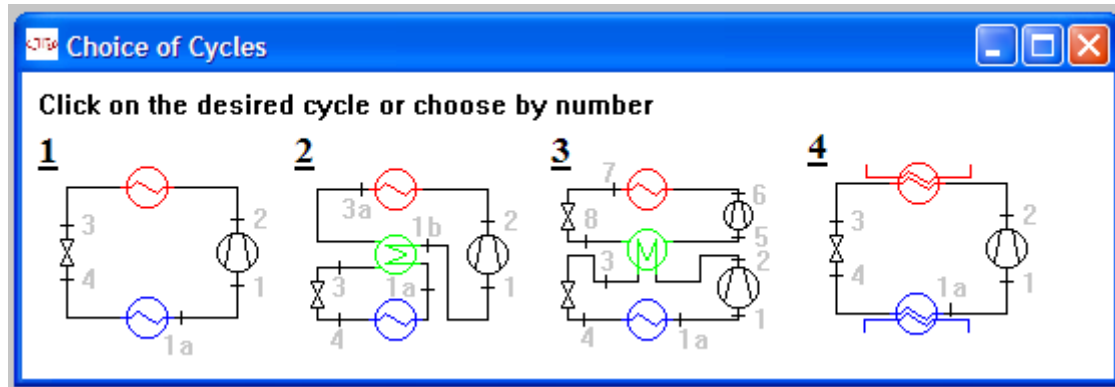 Choice of Cycles
Click on the desired cycle or choose by number
1 2 3 4
3 2 4 1 1a
3a 1b 2 3 1a 1 4
7 6 8 5 3 2 4 1a 1
3 2 4 1a 1